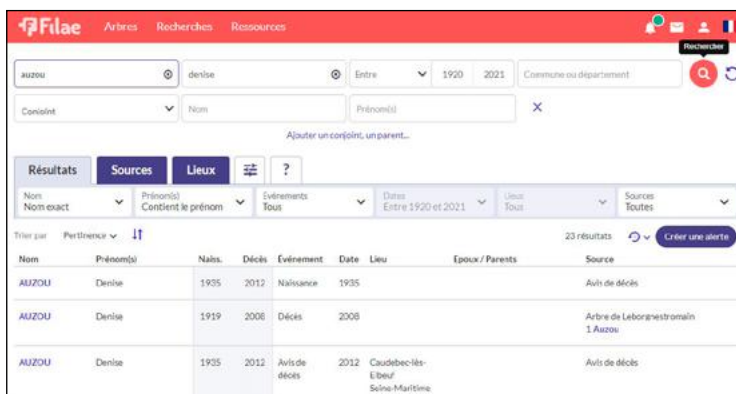 Filae Arbres Recherches Ressources
Rechercher
auzou denise Entre 1920 2021 Commune ou département
Conjoint Nom Prénom(s)
Ajouter un conjoint, un parent...
Résultats Sources Lieux ?
Nom Prénom(s) Evénements Dates Lieux Sources
Nom exact Contient le prénom Tous Entre 1920 et 2021 Tous Toutes
Trier par Pertinence 23 résultats Créer une alerte
Nom Prénom(s) Naiss. Décès Evénement Date Lieu Epoux / Parents Source
AUZOU Denise 1935 2012 Naissance 1935 Avis de décès
AUZOU Denise 1919 2008 Décès 2008 Arbre de Leborgnestromain
1 Auzou
AUZOU Denise 1935 2012 Avis de 2012 Caudebec-lès- Avis de décès
décès Elbeuf
Seine-Maritime